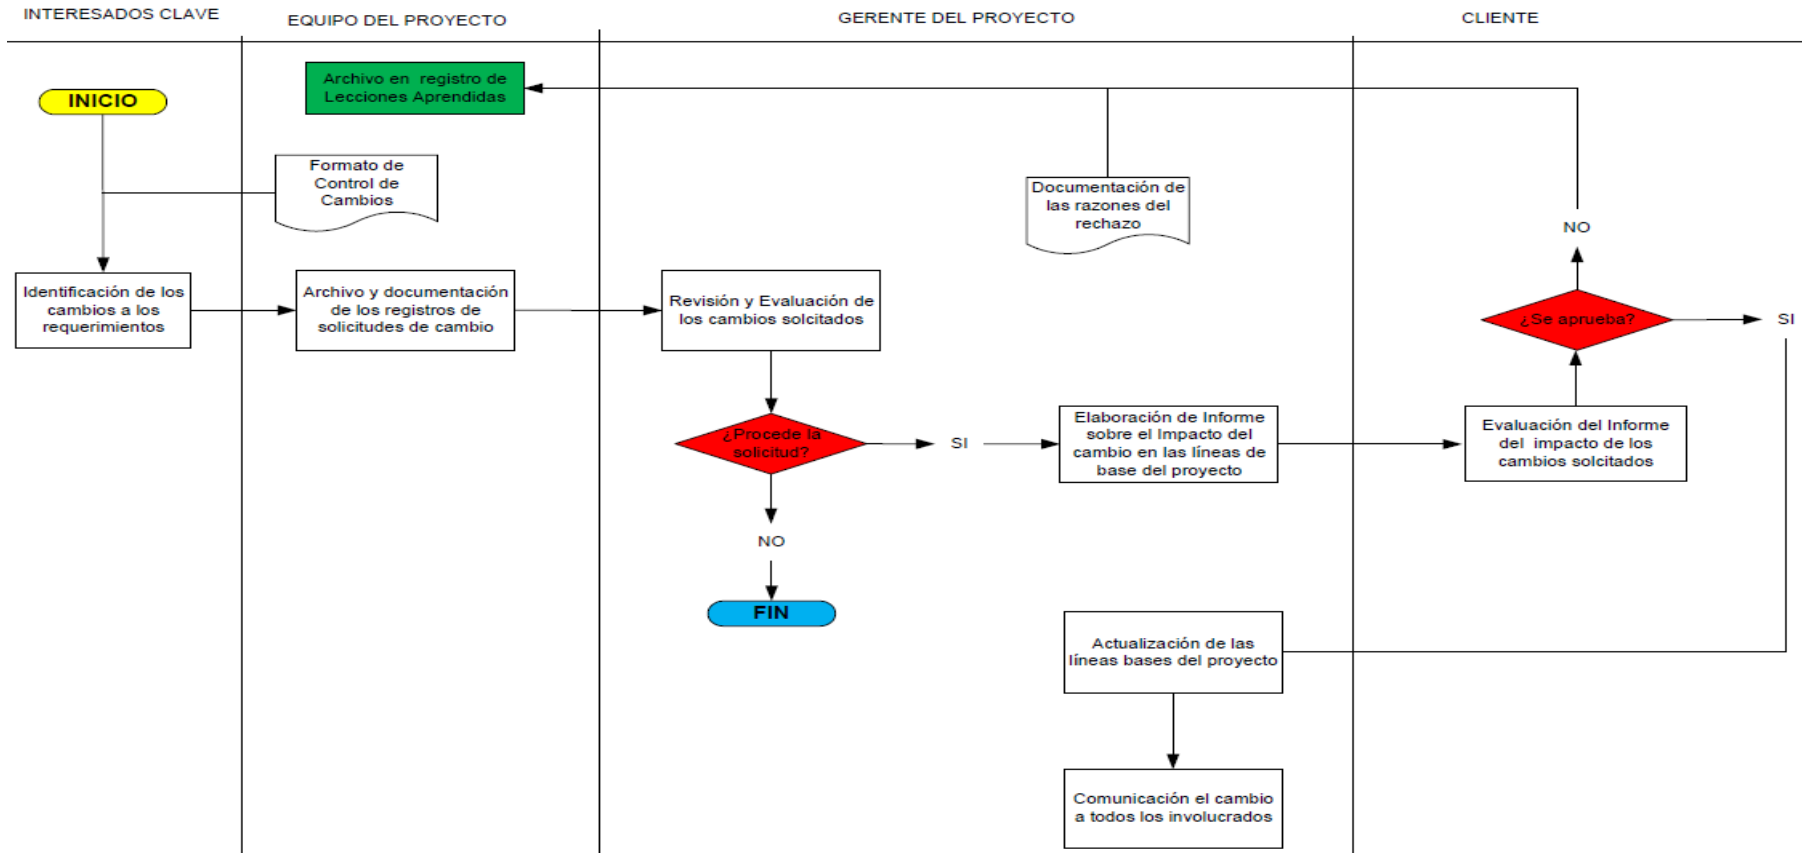 INTERESADOS CLAVE
EQUIPO DEL PROYECTO
GERENTE DEL PROYECTO
CLIENTE
INICIO
Archivo en registro de
Lecciones Aprendidas
Formato de
Control de
Cambios
Documentación de
las razones del
rechazo
NO
Identificación de los
cambios a los
requerimientos
Archivo y documentación
de los registros de
solicitudes de cambio
Revisión y Evaluación de
los cambios solcitados
¿Se aprueba?
SI
¿Procede la
solicitud?
SI
Elaboración de Informe
sobre el Impacto del
cambio en las líneas de
base del proyecto
Evaluación del Informe
del impacto de los
cambios solcitados
NO
FIN
Actualización de las
líneas bases del proyecto
Comunicación el cambio
a todos los involucrados